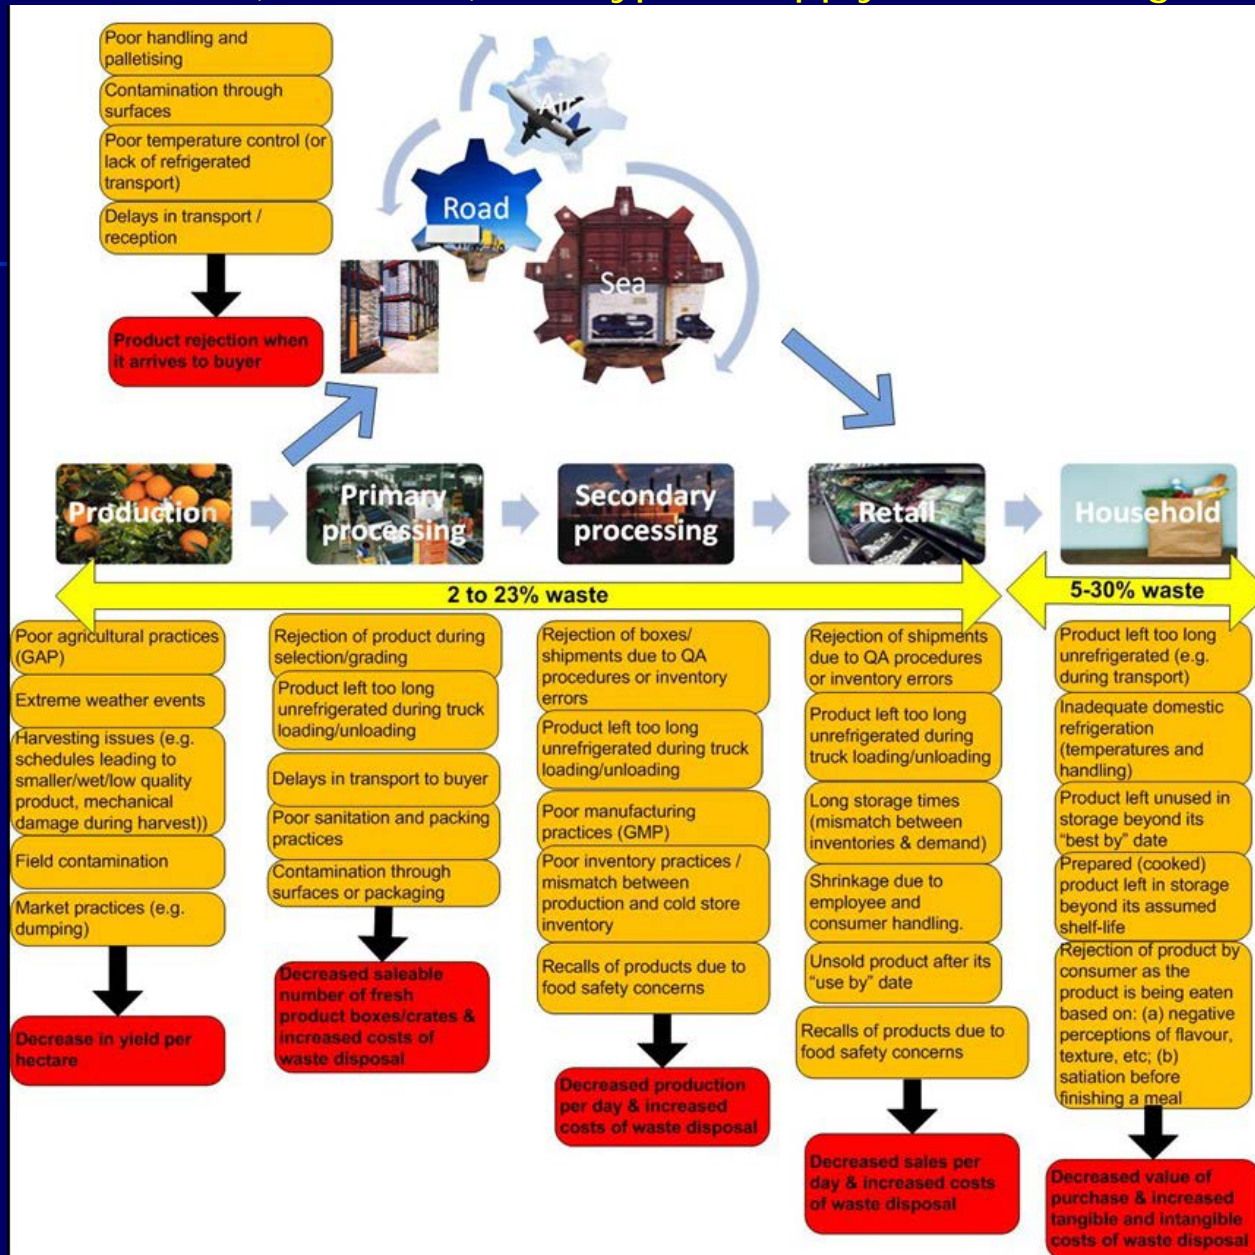 Poor handling and
palletising
Contamination through
surfaces
Poor temperature control (or
lack of refrigerated
transport)
Delays in transport /
reception
Product rejection when
it arrives to buyer
Air
Road
Sea
Production
Primary
processing
Secondary
processing
Retail
Household
2 to 23% waste
5-30% waste
Poor agricultural practices
(GAP)
Extreme weather events
Harvesting issues (e.g.
schedules leading to
smaller/wet/low quality
product, mechanical
damage during harvest))
Field contamination
Market practices (e.g.
dumping)
Decrease in yield per
hectare
Rejection of product during
selection/grading
Product left too long
unrefrigerated during truck
loading/unloading
Delays in transport to buyer
Poor sanitation and packing
practices
Contamination through
surfaces or packaging
Decreased saleable
number of fresh
product boxes/crates &
increased costs of
waste disposal
Rejection of boxes/
shipments due to QA
procedures or inventory
errors
Product left too long
unrefrigerated during truck
loading/unloading
Poor manufacturing
practices (GMP)
Poor inventory practices /
mismatch between
production and cold store
inventory
Recalls of products due to
food safety concerns
Decreased production
per day & increased
costs of waste disposal
Rejection of shipments
due to QA procedures
or inventory errors
Product left too long
unrefrigerated during
truck loading/unloading
Long storage times
(mismatch between
inventories & demand)
Shrinkage due to
employee and
consumer handling.
Unsold product after its
“use by” date
Recalls of products due to
food safety concerns
Decreased sales per
day & increased costs
of waste disposal
Product left too long
unrefrigerated (e.g.
during transport)
Inadequate domestic
refrigeration
(temperatures and
handling)
Product left unused in
storage beyond its
“best by” date
Prepared (cooked)
product left in storage
beyond its assumed
shelf-life
Rejection of product by
consumer as the
product is being eaten
based on: (a) negative
perceptions of flavour,
texture, etc; (b)
satiation before
finishing a meal
Decreased value of
purchase & increased
tangible and intangible
costs of waste disposal